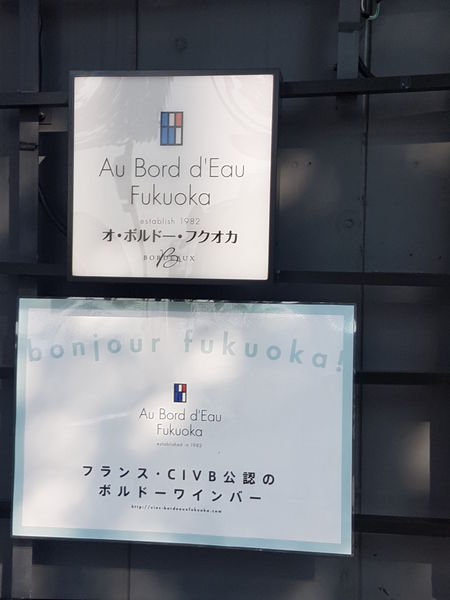 Au Bord d'Eau
Fukuoka
establish 1982
オ・ボルドー・フクオカ
BORDEAUX
bonjour fukuoka!
Au Bord d'Eau
Fukuoka
established in 1982
フランス・CIVB公認の
ボルドーワインバー